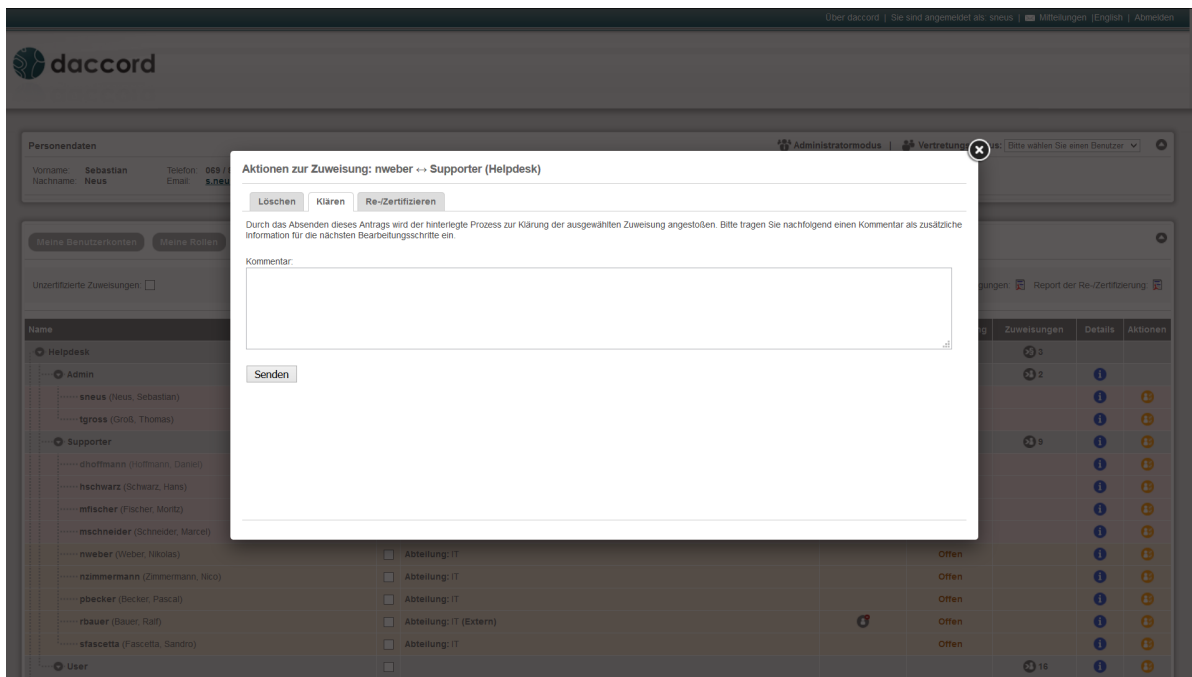 Über daccord | Sie sind angemeldet als: sneus | Mitteilungen |English | Abmelden
daccord
Personendaten
Administratormodus | Vertretung us: Bitte wählen Sie einen Benutzer
Vorname: Sebastian Telefon: 069 /
Nachname: Neus Email: s.neu
Aktionen zur Zuweisung: nweber ↔ Supporter (Helpdesk)
Löschen Klären Re-/Zertifizieren
Durch das Absenden dieses Antrags wird der hinterlegte Prozess zur Klärung der ausgewählten Zuweisung angestoßen. Bitte tragen Sie nachfolgend einen Kommentar als zusätzliche
Information für die nächsten Bearbeitungsschritte ein.
Kommentar:
Senden
Meine Benutzerkonten Meine Rollen
Unzertifizierte Zuweisungen: gungen: Report der Re-/Zertifizierung
Name ng Zuweisungen Details Aktionen
Helpdesk 3
Admin 2
sneus (Neus, Sebastian)
tgross (Groß, Thomas)
Supporter 9
dhoffmann (Hoffmann, Daniel)
hschwarz (Schwarz, Hans)
mfischer (Fischer, Moritz)
mschneider (Schneider, Marcel)
nweber (Weber, Nikolas) Abteilung: IT Offen
nzimmermann (Zimmermann, Nico) Abteilung: IT Offen
pbecker (Becker, Pascal) Abteilung: IT Offen
rbauer (Bauer, Ralf) Abteilung: IT (Extern) Offen
sfascetta (Fascetta, Sandro) Abteilung: IT Offen
User 16